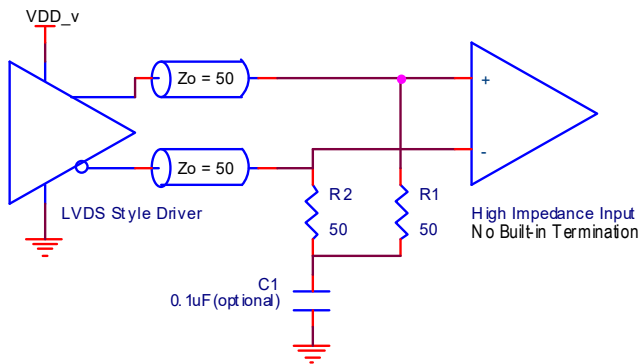 VDD_v
Zo = 50
+
Zo = 50
-
LVDS Style Driver
R2
50
R1
50
High Impedance Input
No Built-in Termination
C1
0.1uF(optional)